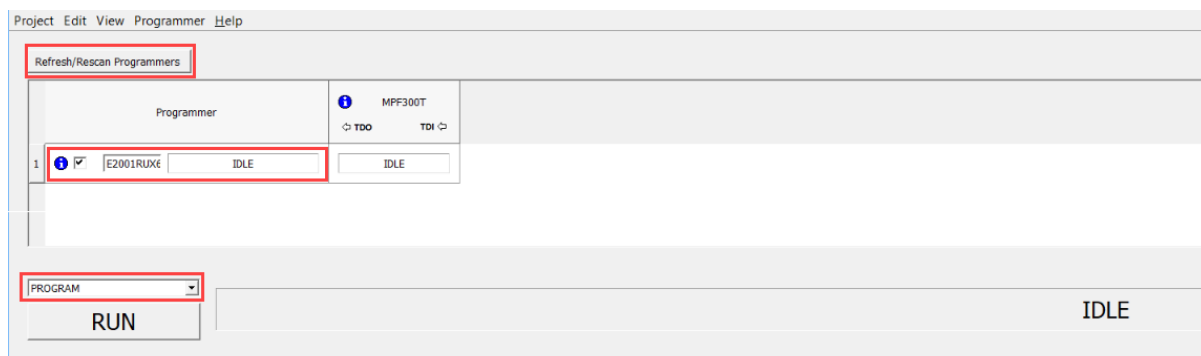 Project Edit View Programmer Help
Refresh/Rescan Programmers
Programmer
MPF300T
TDO TDI
1 E2001RUX6 IDLE IDLE
PROGRAM
RUN
IDLE